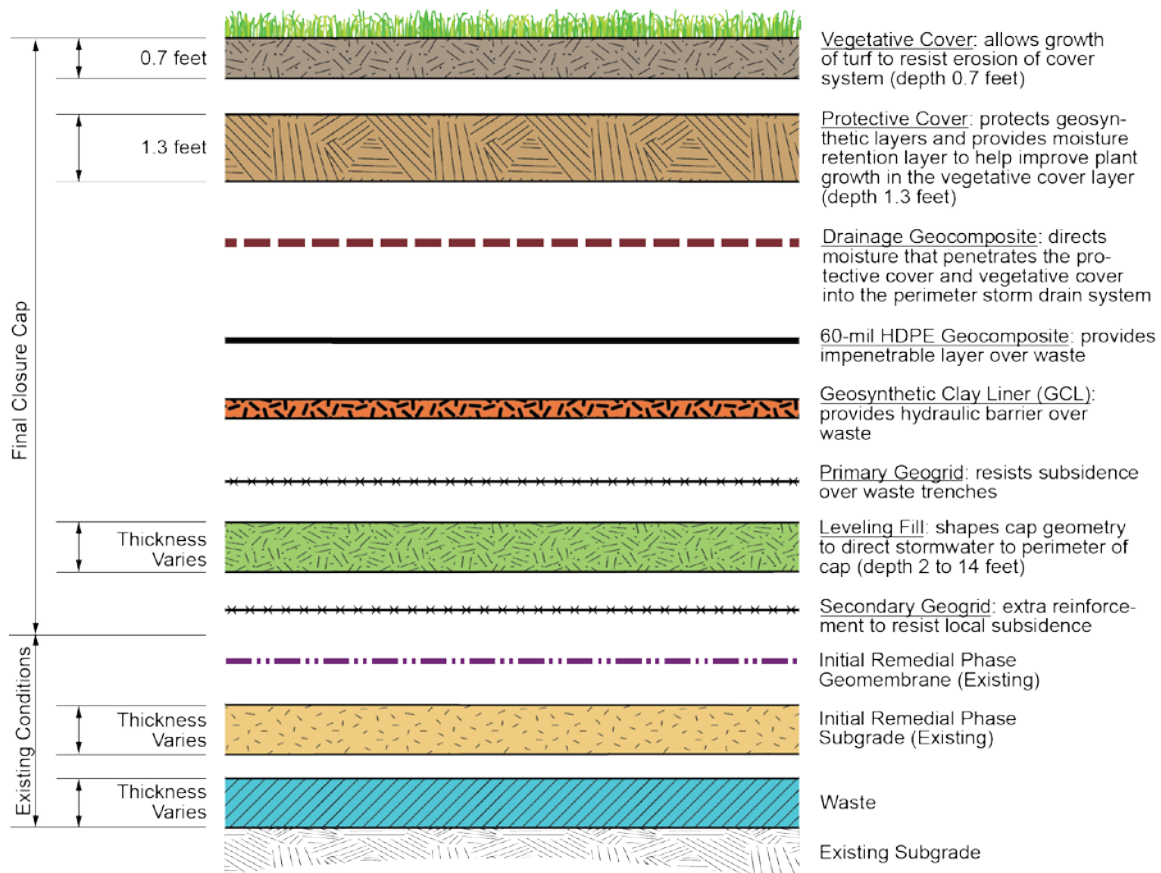 0.7 feet
Vegetative Cover: allows growth
of turf to resist erosion of cover
system (depth 0.7 feet)
1.3 feet
Protective Cover: protects geosyn-
thetic layers and provides moisture
retention layer to help improve plant
growth in the vegetative cover layer
(depth 1.3 feet)
Drainage Geocomposite: directs
moisture that penetrates the pro-
tective cover and vegetative cover
into the perimeter storm drain system
Final Closure Cap
60-mil HDPE Geocomposite: provides
impenetrable layer over waste
Geosynthetic Clay Liner (GCL):
provides hydraulic barrier over
waste
Primary Geogrid: resists subsidence
over waste trenches
Thickness
Varies
Leveling Fill: shapes cap geometry
to direct stormwater to perimeter of
cap (depth 2 to 14 feet)
Secondary Geogrid: extra reinforce-
ment to resist local subsidence
Existing Conditions
Initial Remedial Phase
Geomembrane (Existing)
Thickness
Varies
Initial Remedial Phase
Subgrade (Existing)
Thickness
Varies
Waste
Existing Subgrade